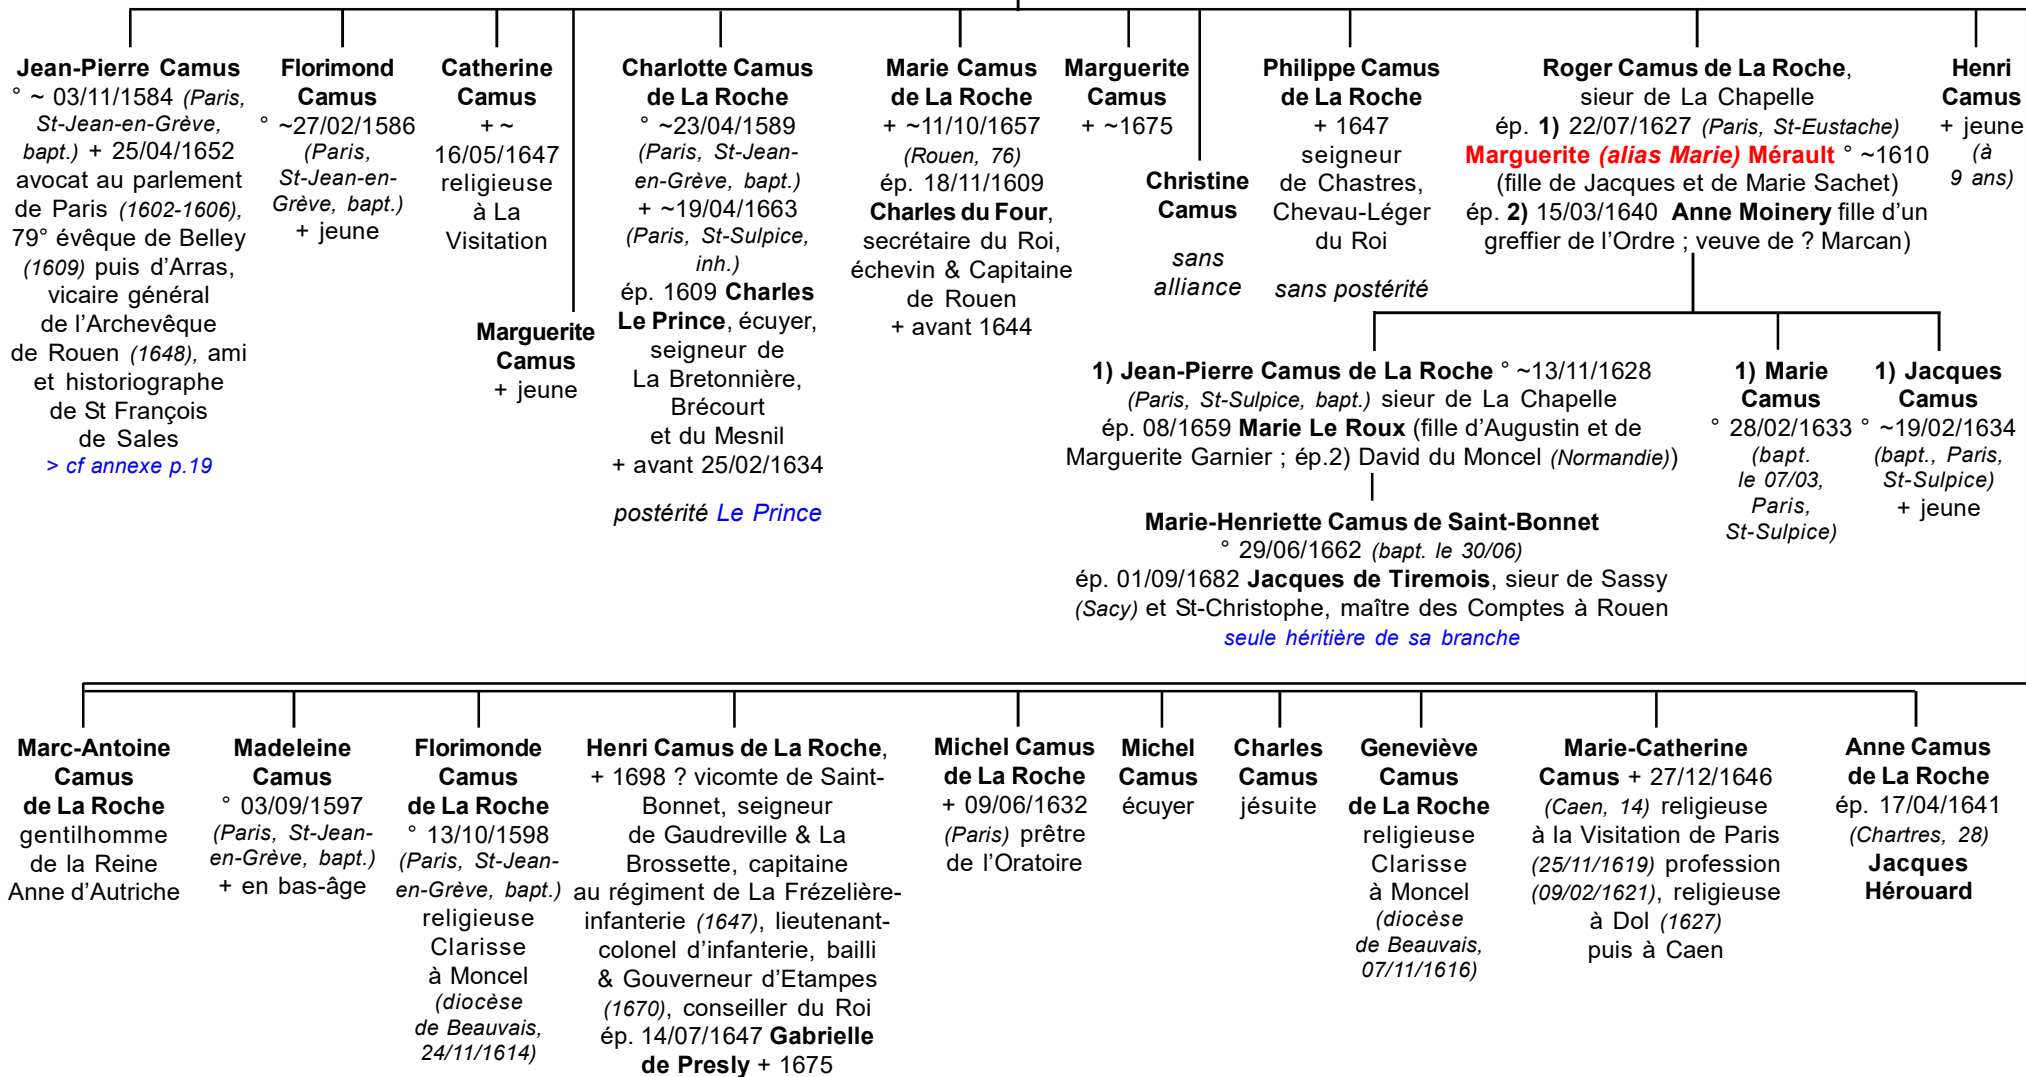 Jean-Pierre Camus
° ~ 03/11/1584 (Paris,
St-Jean-en-Grève,
bapt.) + 25/04/1652
avocat au parlement
de Paris (1602-1606),
79° évêque de Belley
(1609) puis d'Arras,
vicaire général
de l'Archevêque
de Rouen (1648), ami
et historiographe
de St François
de Sales
> cf annexe p.19
Florimond
Camus
° ~27/02/1586
(Paris,
St-Jean-en-
Grève, bapt.)
+ jeune
Catherine
Camus
+ ~
16/05/1647
religieuse
à La
Visitation
Marguerite
Camus
+ jeune
Charlotte Camus
de La Roche
° ~23/04/1589
(Paris, St-Jean-
en-Grève, bapt.)
+ ~19/04/1663
(Paris, St-Sulpice,
inh.)
ép. 1609 Charles
Le Prince, écuyer,
seigneur de
La Bretonnière,
Brécourt
et du Mesnil
+ avant 25/02/1634
postérité Le Prince
Marie Camus
de La Roche
+ ~11/10/1657
(Rouen, 76)
ép. 18/11/1609
Charles du Four,
secrétaire du Roi,
échevin & Capitaine
de Rouen
+ avant 1644
Marguerite
Camus
+ ~1675
Christine
Camus
sans
alliance
Philippe Camus
de La Roche
+ 1647
seigneur
de Chastres,
Chevau-Léger
du Roi
sans postérité
Roger Camus de La Roche,
sieur de La Chapelle
ép. 1) 22/07/1627 (Paris, St-Eustache)
Marguerite (alias Marie) Mérault ° ~1610
(fille de Jacques et de Marie Sachet)
ép. 2) 15/03/1640 Anne Moinery fille d'un
greffier de l'Ordre ; veuve de ? Marcan)
Henri
Camus
+ jeune
(à
9 ans)
1) Jean-Pierre Camus de La Roche ° ~13/11/1628
(Paris, St-Sulpice, bapt.) sieur de La Chapelle
ép. 08/1659 Marie Le Roux (fille d'Augustin et de
Marguerite Garnier ; ép.2) David du Moncel (Normandie))
1) Marie
Camus
° 28/02/1633
(bapt.
le 07/03,
Paris,
St-Sulpice)
1) Jacques
Camus
° ~19/02/1634
(bapt., Paris,
St-Sulpice)
+ jeune
Marie-Henriette Camus de Saint-Bonnet
° 29/06/1662 (bapt. le 30/06)
ép. 01/09/1682 Jacques de Tiremois, sieur de Sassy
(Sacy) et St-Christophe, maître des Comptes à Rouen
seule héritière de sa branche
Marc-Antoine
Camus
de La Roche
gentilhomme
de la Reine
Anne d'Autriche
Madeleine
Camus
° 03/09/1597
(Paris, St-Jean-
en-Grève, bapt.)
+ en bas-âge
Florimonde
Camus
de La Roche
° 13/10/1598
(Paris, St-Jean-
en-Grève, bapt.)
religieuse
Clarisse
à Moncel
(diocèse
de Beauvais,
24/11/1614)
Henri Camus de La Roche,
+ 1698 ? vicomte de Saint-
Bonnet, seigneur
de Gaudreville & La
Brossette, capitaine
au régiment de La Frézelière-
infanterie (1647), lieutenant-
colonel d'infanterie, bailli
& Gouverneur d'Etampes
(1670), conseiller du Roi
ép. 14/07/1647 Gabrielle
de Presly + 1675
Michel Camus
de La Roche
+ 09/06/1632
(Paris) prêtre
de l'Oratoire
Michel
Camus
écuyer
Charles
Camus
jésuite
Geneviève
Camus
de La Roche
religieuse
Clarisse
à Moncel
(diocèse
de Beauvais,
07/11/1616)
Marie-Catherine
Camus + 27/12/1646
(Caen, 14) religieuse
à la Visitation de Paris
(25/11/1619) profession
(09/02/1621), religieuse
à Dol (1627)
puis à Caen
Anne Camus
de La Roche
ép. 17/04/1641
(Chartres, 28)
Jacques
Hérouard